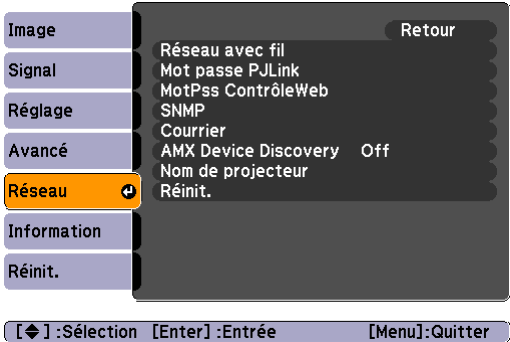 Image
Signal
Réglage
Avancé
Réseau
Information
Réinit.
Retour
Réseau avec fil
Mot passe PJLink
MotPss ContrôleWeb
SNMP
Courrier
AMX Device Discovery Off
Nom de projecteur
Réinit.
[ ] :Sélection [Enter] :Entrée [Menu]:Quitter